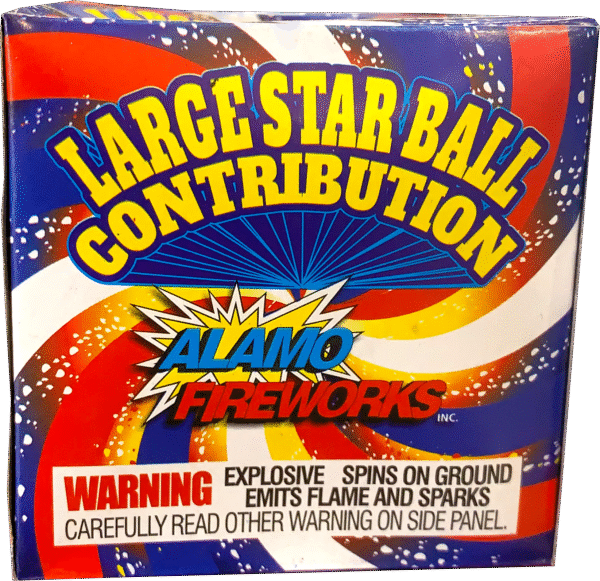 LARGE STAR BALL
CONTRIBUTION
ALAMO
FIREWORKS INC.
WARNING EXPLOSIVE SPINS ON GROUND
EMITS FLAME AND SPARKS
CAREFULLY READ OTHER WARNING ON SIDE PANEL.